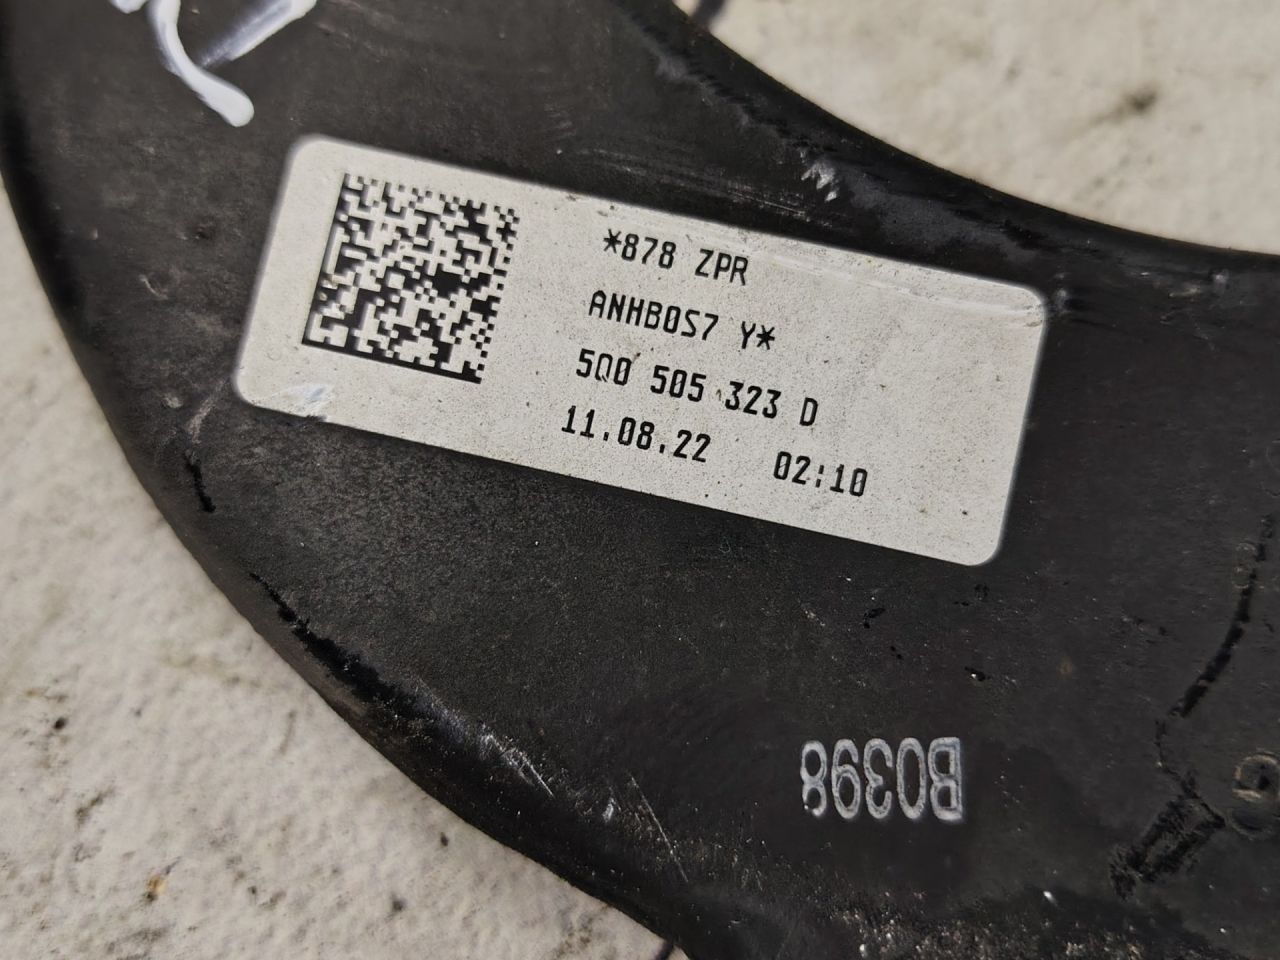 *878 ZPR
ANHB0S7 Y*
5Q0 505 323 D
11.08.22 02:10
B0398